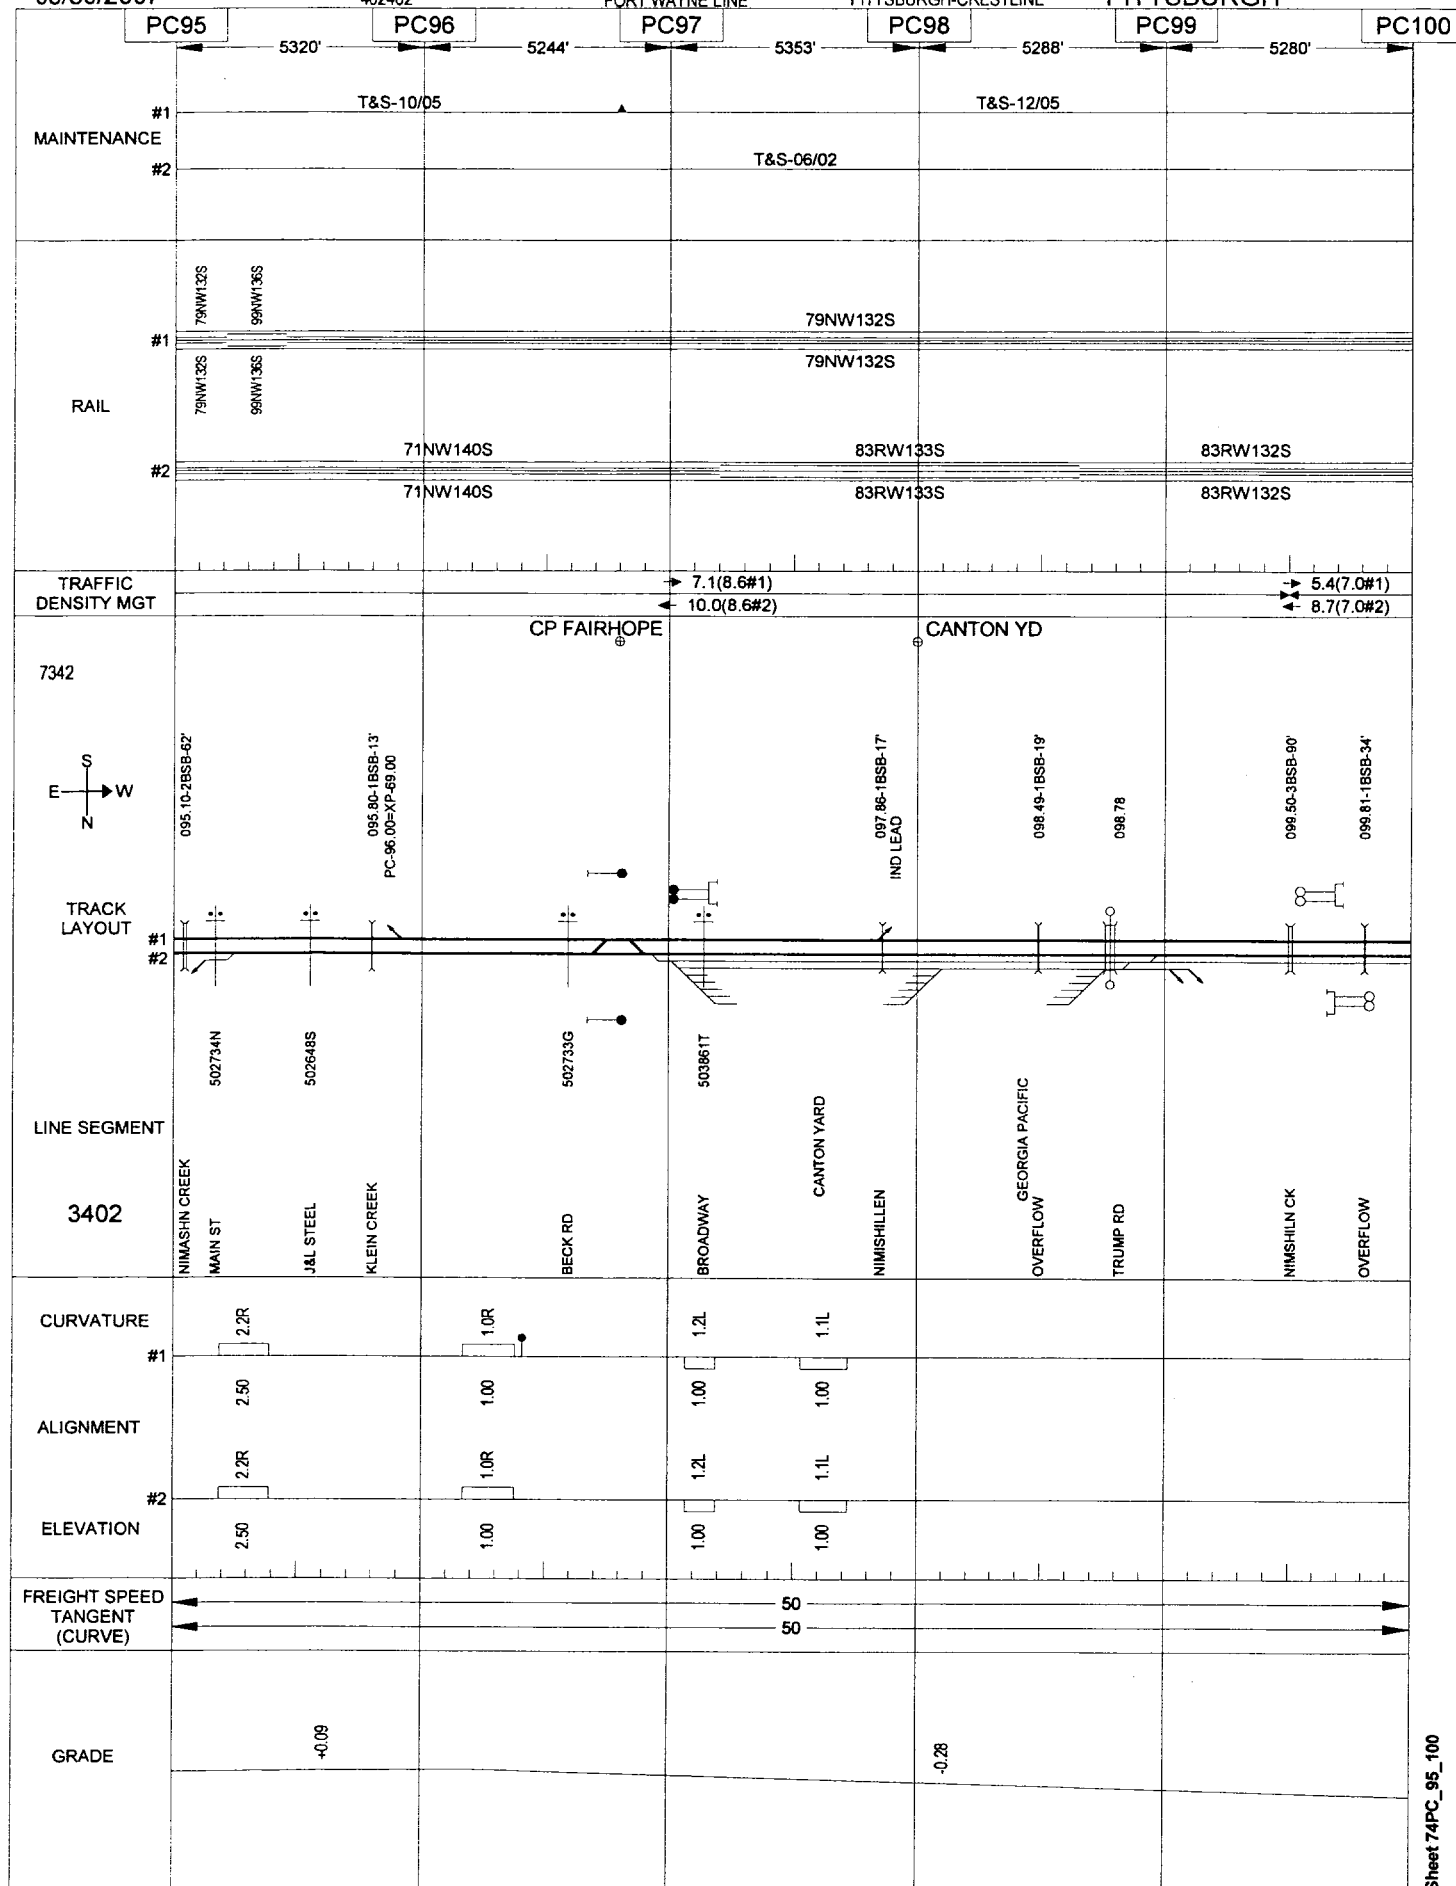 FORT WAYNE LINE
PC95 PC96 PC97 PC98 PC99 PC100
5320' 5244' 5353' 5288' 5280'
MAINTENANCE
#1 T&S-10/05 T&S-12/05
#2 T&S-06/02
RAIL
79NW132S 99NW136S 79NW132S
#1
79NW132S 99NW136S 79NW132S
71NW140S 83RW133S 83RW132S
#2
71NW140S 83RW133S 83RW132S
TRAFFIC
DENSITY MGT
7.1(8.6#1) 5.4(7.0#1)
10.0(8.6#2) 8.7(7.0#2)
CP FAIRHOPE CANTON YD
7342
S
E W
N
095.10-2BSB-62'
095.80-1BSB-13'
PC-96.00=XP-69.00
097.86-1BSB-17'
IND LEAD
098.49-1BSB-19'
098.78
099.50-3BSB-90'
099.81-1BSB-34'
TRACK
LAYOUT
#1
#2
502734N
502648S
502733G
503861T
LINE SEGMENT
3402
NIMASHN CREEK
MAIN ST
J&L STEEL
KLEIN CREEK
BECK RD
BROADWAY
CANTON YARD
NIMISHILLEN
GEORGIA PACIFIC
OVERFLOW
TRUMP RD
NIMSHILN CK
OVERFLOW
CURVATURE
2.2R 1.0R 1.2L 1.1L
#1
2.50 1.00 1.00 1.00
ALIGNMENT
2.2R 1.0R 1.2L 1.1L
#2
ELEVATION
2.50 1.00 1.00 1.00
FREIGHT SPEED
TANGENT
(CURVE)
50
50
GRADE
+0.09
-0.28
Sheet 74PC_95_100